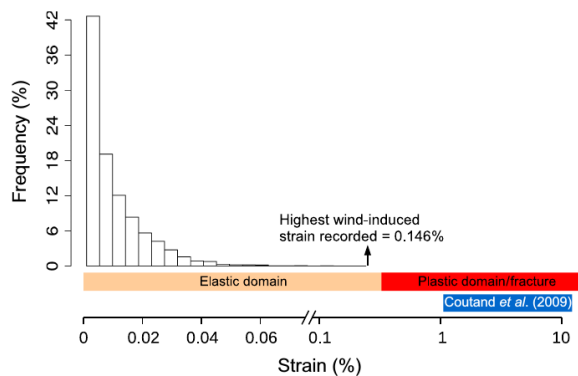 42
36
30
24
18
12
6
0
Frequency (%)
Highest wind-induced
strain recorded = 0.146%
Elastic domain
Plastic domain/fracture
Coutand et al. (2009)
0 0.02 0.04 0.06 0.1 1 10
Strain (%)